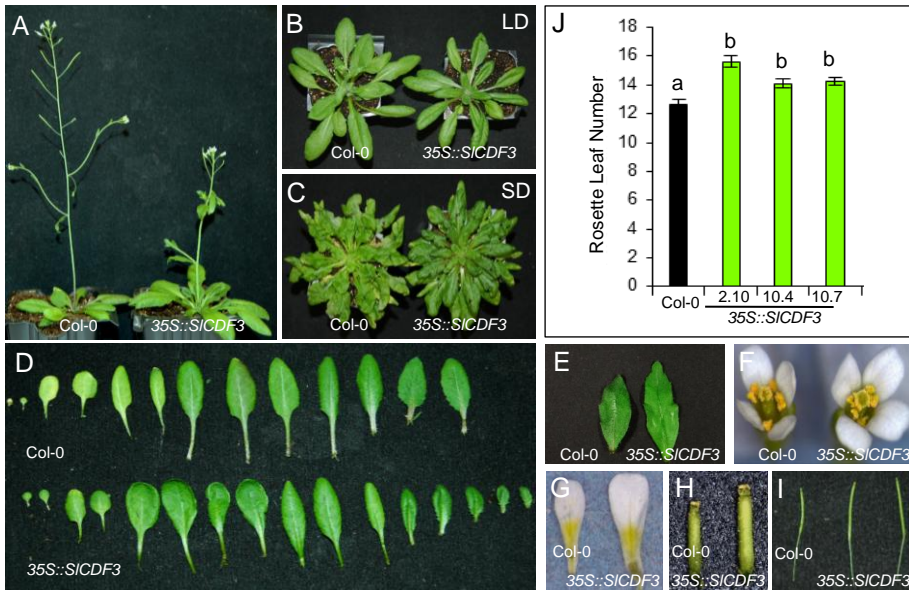 A
Col-0
35S::SlCDF3
B
LD
Col-0
35S::SlCDF3
C
SD
Col-0
35S::SlCDF3
D
Col-0
35S::SlCDF3
J
Rosette Leaf Number
18
16
14
12
10
8
6
4
2
0
a
b
b
b
Col-0
2.10 10.4 10.7
35S::SlCDF3
E
Col-0 35S::SlCDF3
F
Col-0 35S::SlCDF3
G
Col-0
35S::SlCDF3
H
Col-0
35S::SlCDF3
I
Col-0
35S::SlCDF3